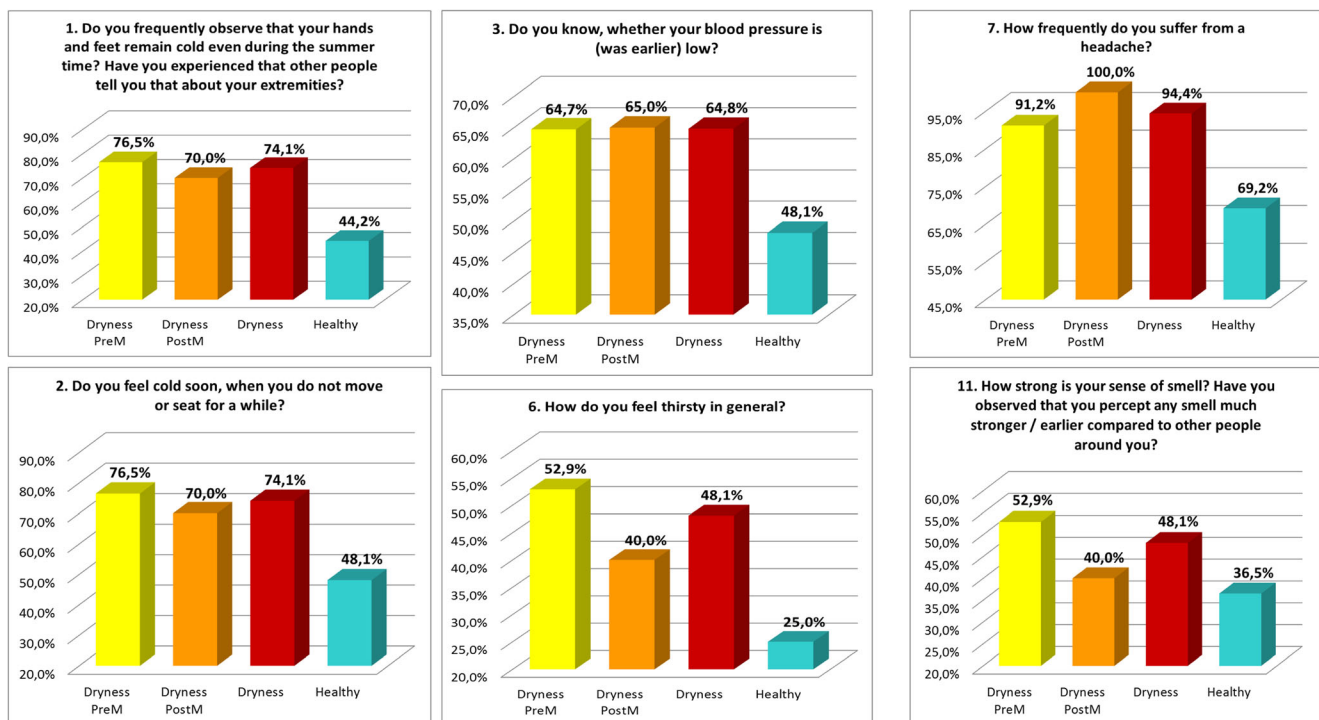 1. Do you frequently observe that your hands
and feet remain cold even during the summer
time? Have you experienced that other people
tell you that about your extremities?
90,0%
80,0%
70,0%
60,0%
50,0%
40,0%
30,0%
20,0%
76,5%
70,0%
74,1%
44,2%
Dryness
PreM
Dryness
PostM
Dryness
Healthy
3. Do you know, whether your blood pressure is
(was earlier) low?
70,0%
65,0%
60,0%
55,0%
50,0%
45,0%
40,0%
35,0%
64,7%
65,0%
64,8%
48,1%
Dryness
PreM
Dryness
PostM
Dryness
Healthy
7. How frequently do you suffer from a
headache?
95,0%
85,0%
75,0%
65,0%
55,0%
45,0%
91,2%
100,0%
94,4%
69,2%
Dryness
PreM
Dryness
PostM
Dryness
Healthy
2. Do you feel cold soon, when you do not move
or seat for a while?
90,0%
80,0%
70,0%
60,0%
50,0%
40,0%
30,0%
20,0%
76,5%
70,0%
74,1%
48,1%
Dryness
PreM
Dryness
PostM
Dryness
Healthy
6. How do you feel thirsty in general?
60,0%
55,0%
50,0%
45,0%
40,0%
35,0%
30,0%
25,0%
20,0%
52,9%
40,0%
48,1%
25,0%
Dryness
PreM
Dryness
PostM
Dryness
Healthy
11. How strong is your sense of smell? Have you
observed that you percept any smell much
stronger / earlier compared to other people
around you?
60,0%
55,0%
50,0%
45,0%
40,0%
35,0%
30,0%
25,0%
20,0%
52,9%
40,0%
48,1%
36,5%
Dryness
PreM
Dryness
PostM
Dryness
Healthy